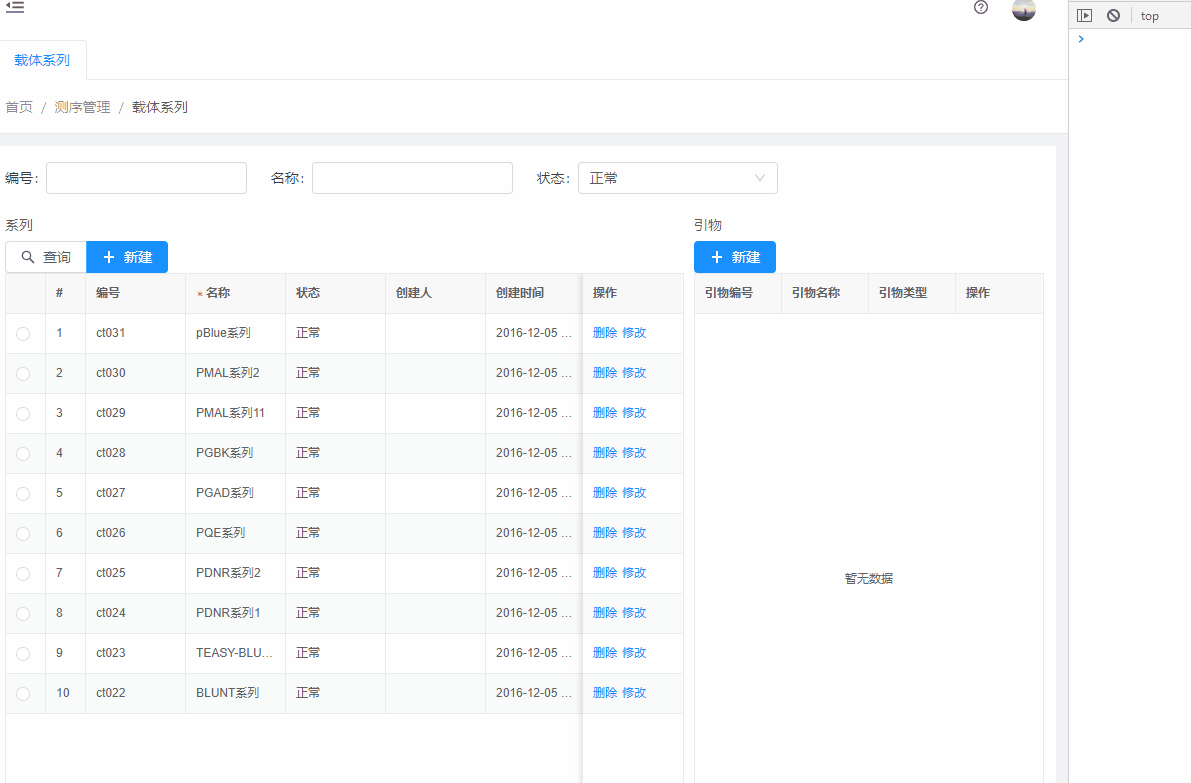 top
载体系列
首页 / 测序管理 / 载体系列
编号: 名称: 状态: 正常
系列 引物
查询 新建 新建
# 编号 *名称 状态 创建人 创建时间 操作 引物编号 引物名称 引物类型 操作
1 ct031 pBlue系列 正常 2016-12-05 ... 删除 修改
2 ct030 PMAL系列2 正常 2016-12-05 ... 删除 修改
3 ct029 PMAL系列11 正常 2016-12-05 ... 删除 修改
4 ct028 PGBK系列 正常 2016-12-05 ... 删除 修改
5 ct027 PGAD系列 正常 2016-12-05 ... 删除 修改
6 ct026 PQE系列 正常 2016-12-05 ... 删除 修改
7 ct025 PDNR系列2 正常 2016-12-05 ... 删除 修改
暂无数据
8 ct024 PDNR系列1 正常 2016-12-05 ... 删除 修改
9 ct023 TEASY-BLU... 正常 2016-12-05 ... 删除 修改
10 ct022 BLUNT系列 正常 2016-12-05 ... 删除 修改